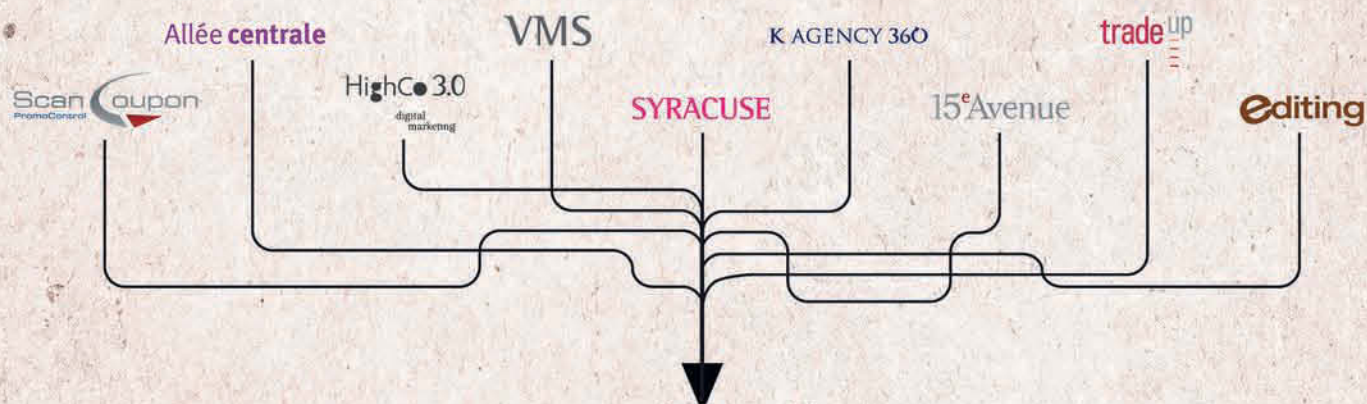 Allée centrale
VMS
K AGENCY 360
trade up
Scan Coupon
PromoControl
HighCo 3.0
digital
marketing
SYRACUSE
15e Avenue
editing